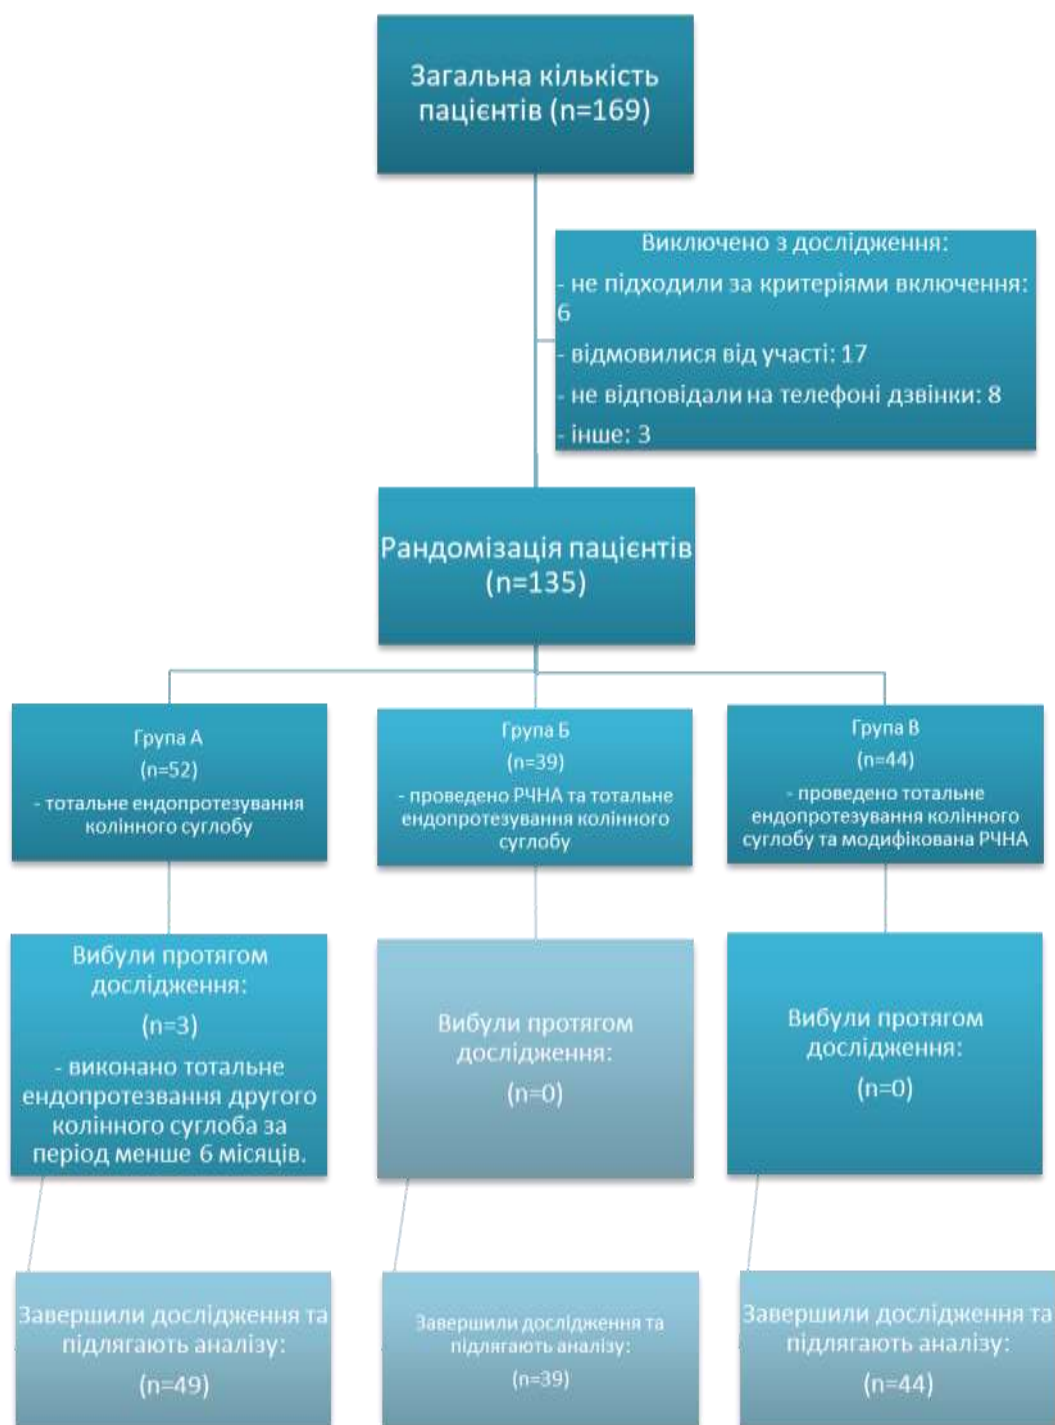 Загальна кількість
пацієнтів (n=169)
Виключено з дослідження:
- не підходили за критеріями включення:
6
- відмовилися від участі: 17
- не відповідали на телефоні дзвінки: 8
- інше: 3
Рандомізація пацієнтів
(n=135)
Група А
(n=52)
- тотальне ендопротезування
колінного суглобу
Група Б
(n=39)
- проведено РЧНА та тотальне
ендопротезування колінного
суглобу
Група В
(n=44)
- проведено тотальне
ендопротезування колінного
суглобу та модифікована РЧНА
Вибули протягом
дослідження:
(n=3)
- виконано тотальне
ендопротезвання другого
колінного суглоба за
період менше 6 місяців.
Вибули протягом
дослідження:
(n=0)
Вибули протягом
дослідження:
(n=0)
Завершили дослідження та
підлягають аналізу:
(n=49)
Завершили дослідження та
підлягають аналізу:
(n=39)
Завершили дослідження та
підлягають аналізу:
(n=44)